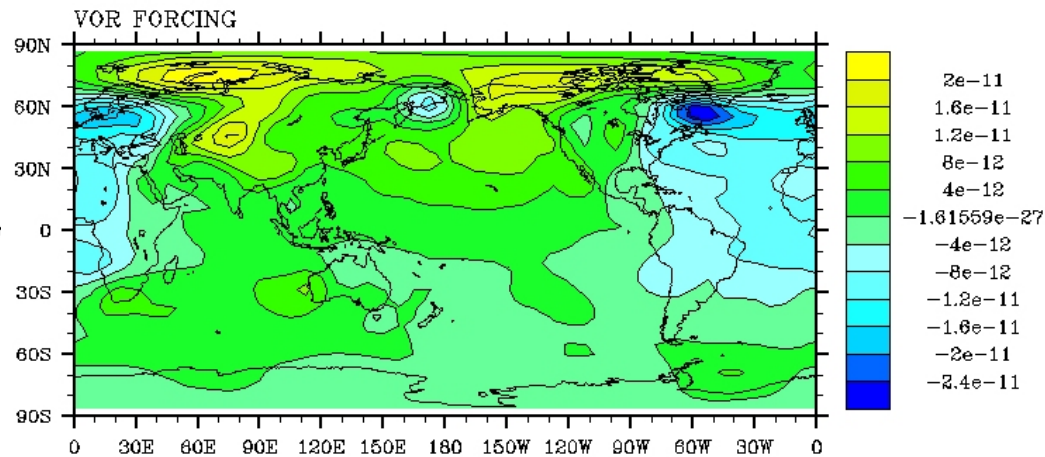 VOR FORCING
90N
60N
30N
0
30S
60S
90S
0 30E 60E 90E 120E 150E 180 150W 120W 90W 60W 30W 0
2e-11
1.6e-11
1.2e-11
8e-12
4e-12
-1.61559e-27
-4e-12
-8e-12
-1.2e-11
-1.6e-11
-2e-11
-2.4e-11